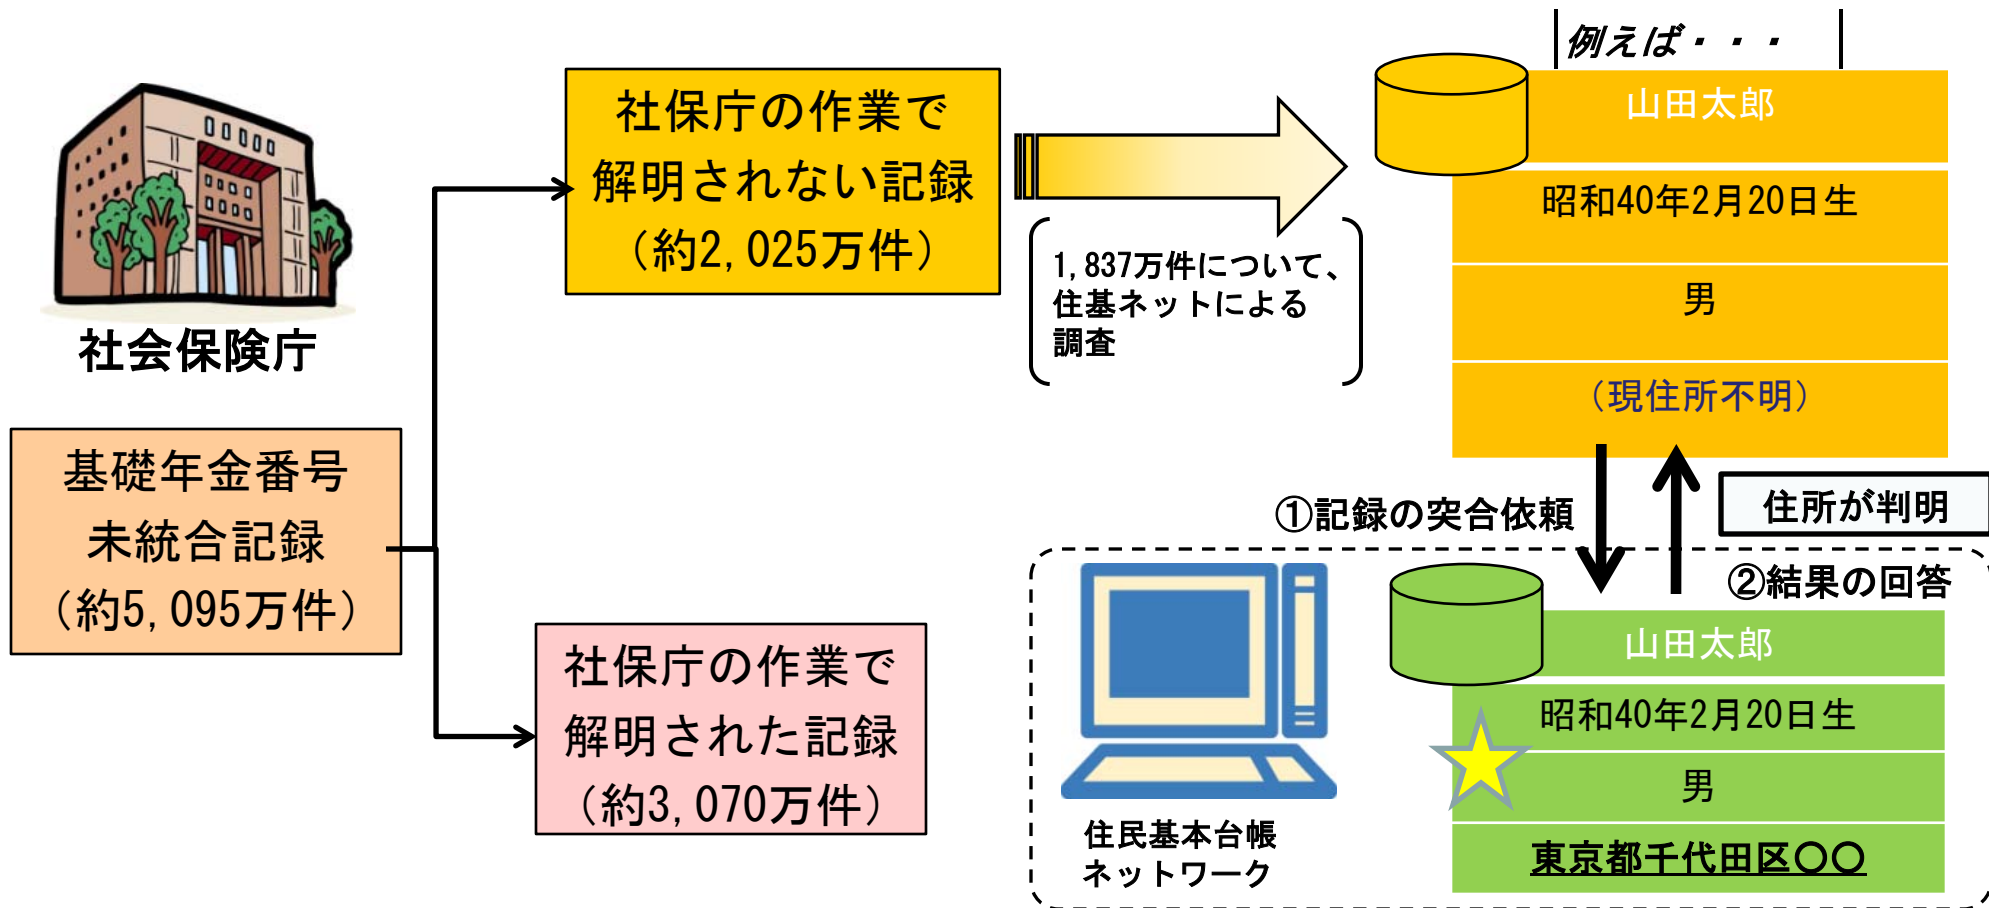 社会保険庁
基礎年金番号
未統合記録
（約5,095万件）
社保庁の作業で
解明されない記録
（約2,025万件）
社保庁の作業で
解明された記録
（約3,070万件）
1,837万件について、
住基ネットによる
調査
例えば・・・
山田太郎
昭和40年2月20日生
男
（現住所不明）
①記録の突合依頼
住所が判明
②結果の回答
住民基本台帳
ネットワーク
山田太郎
昭和40年2月20日生
男
東京都千代田区〇〇